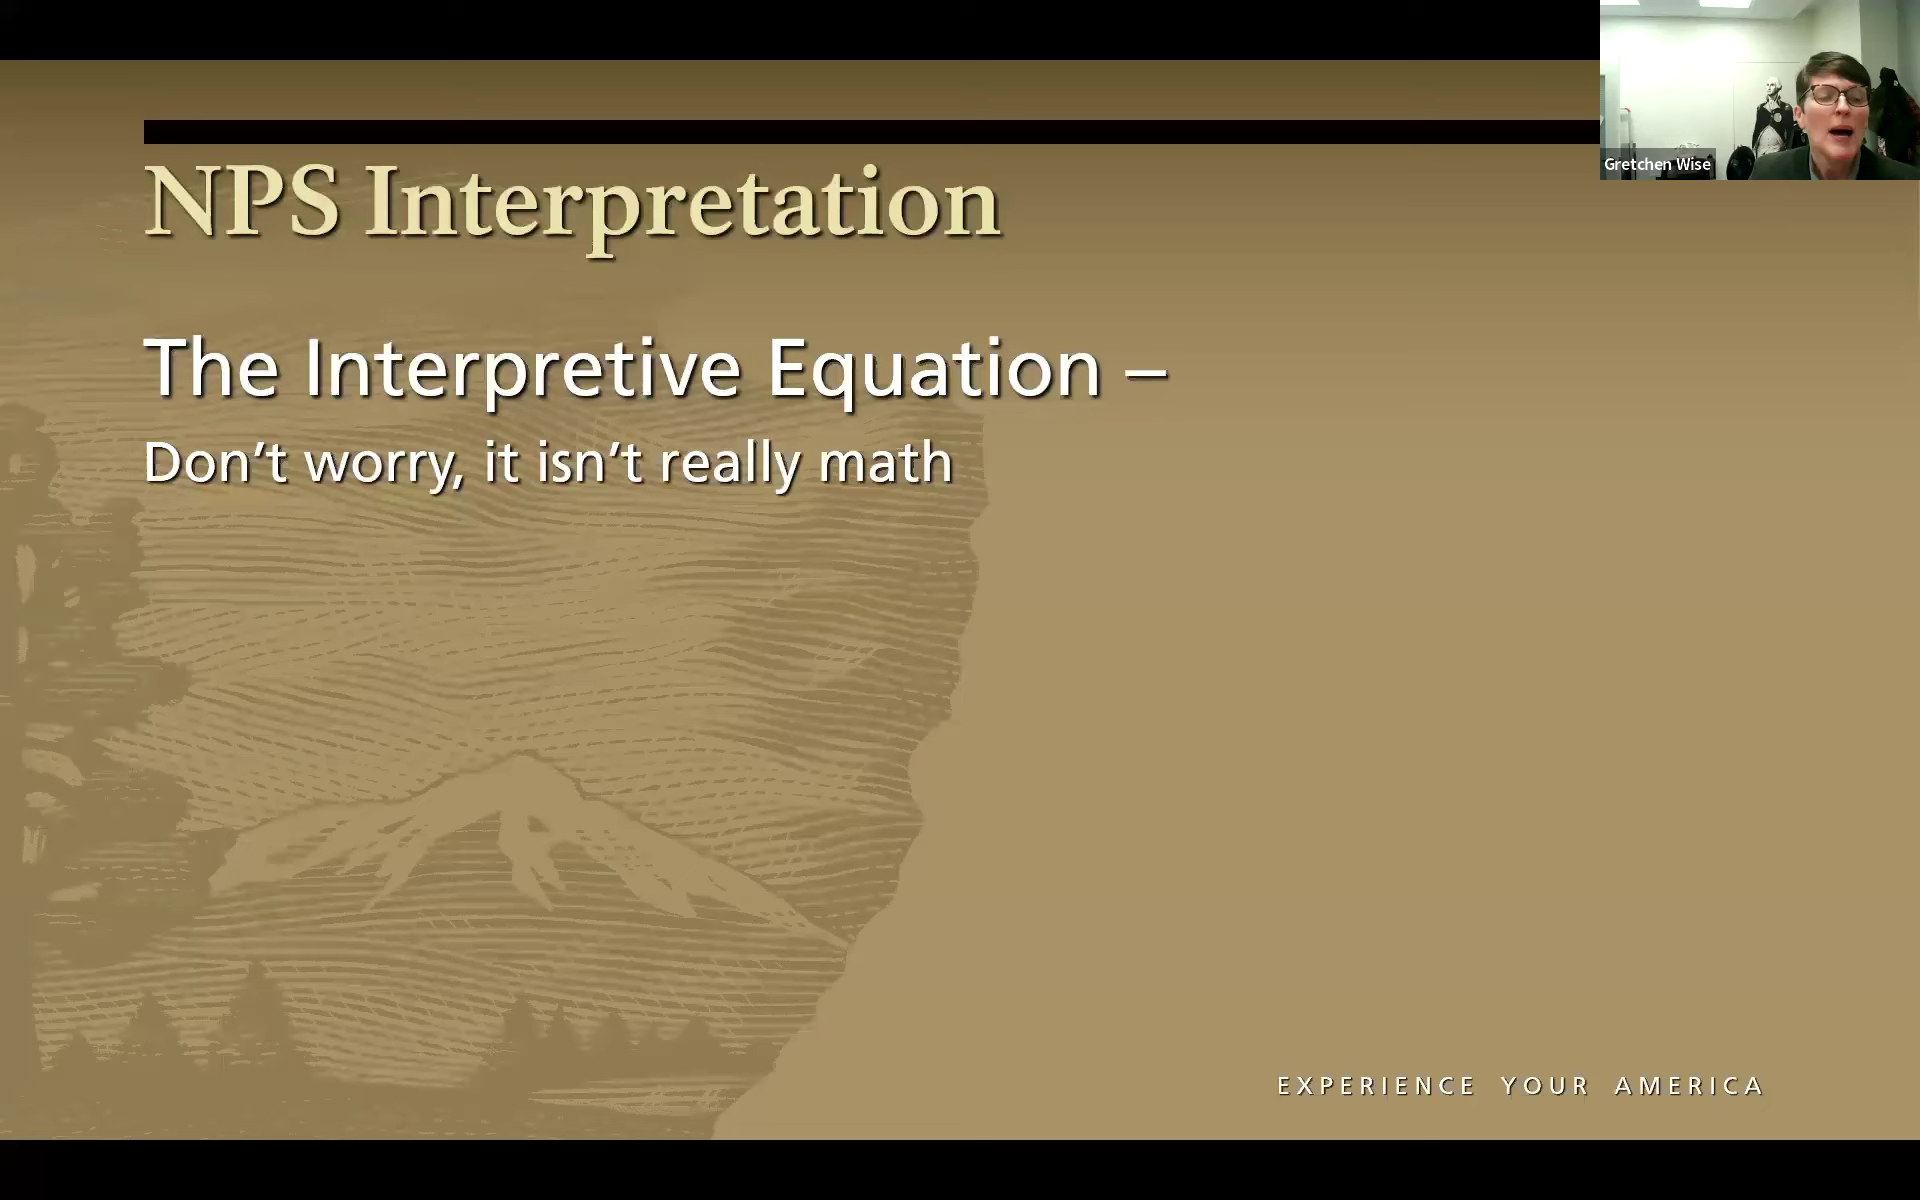 NPS Interpretation
The Interpretive Equation –
Don’t worry, it isn’t really math
Gretchen Wise
EXPERIENCE YOUR AMERICA